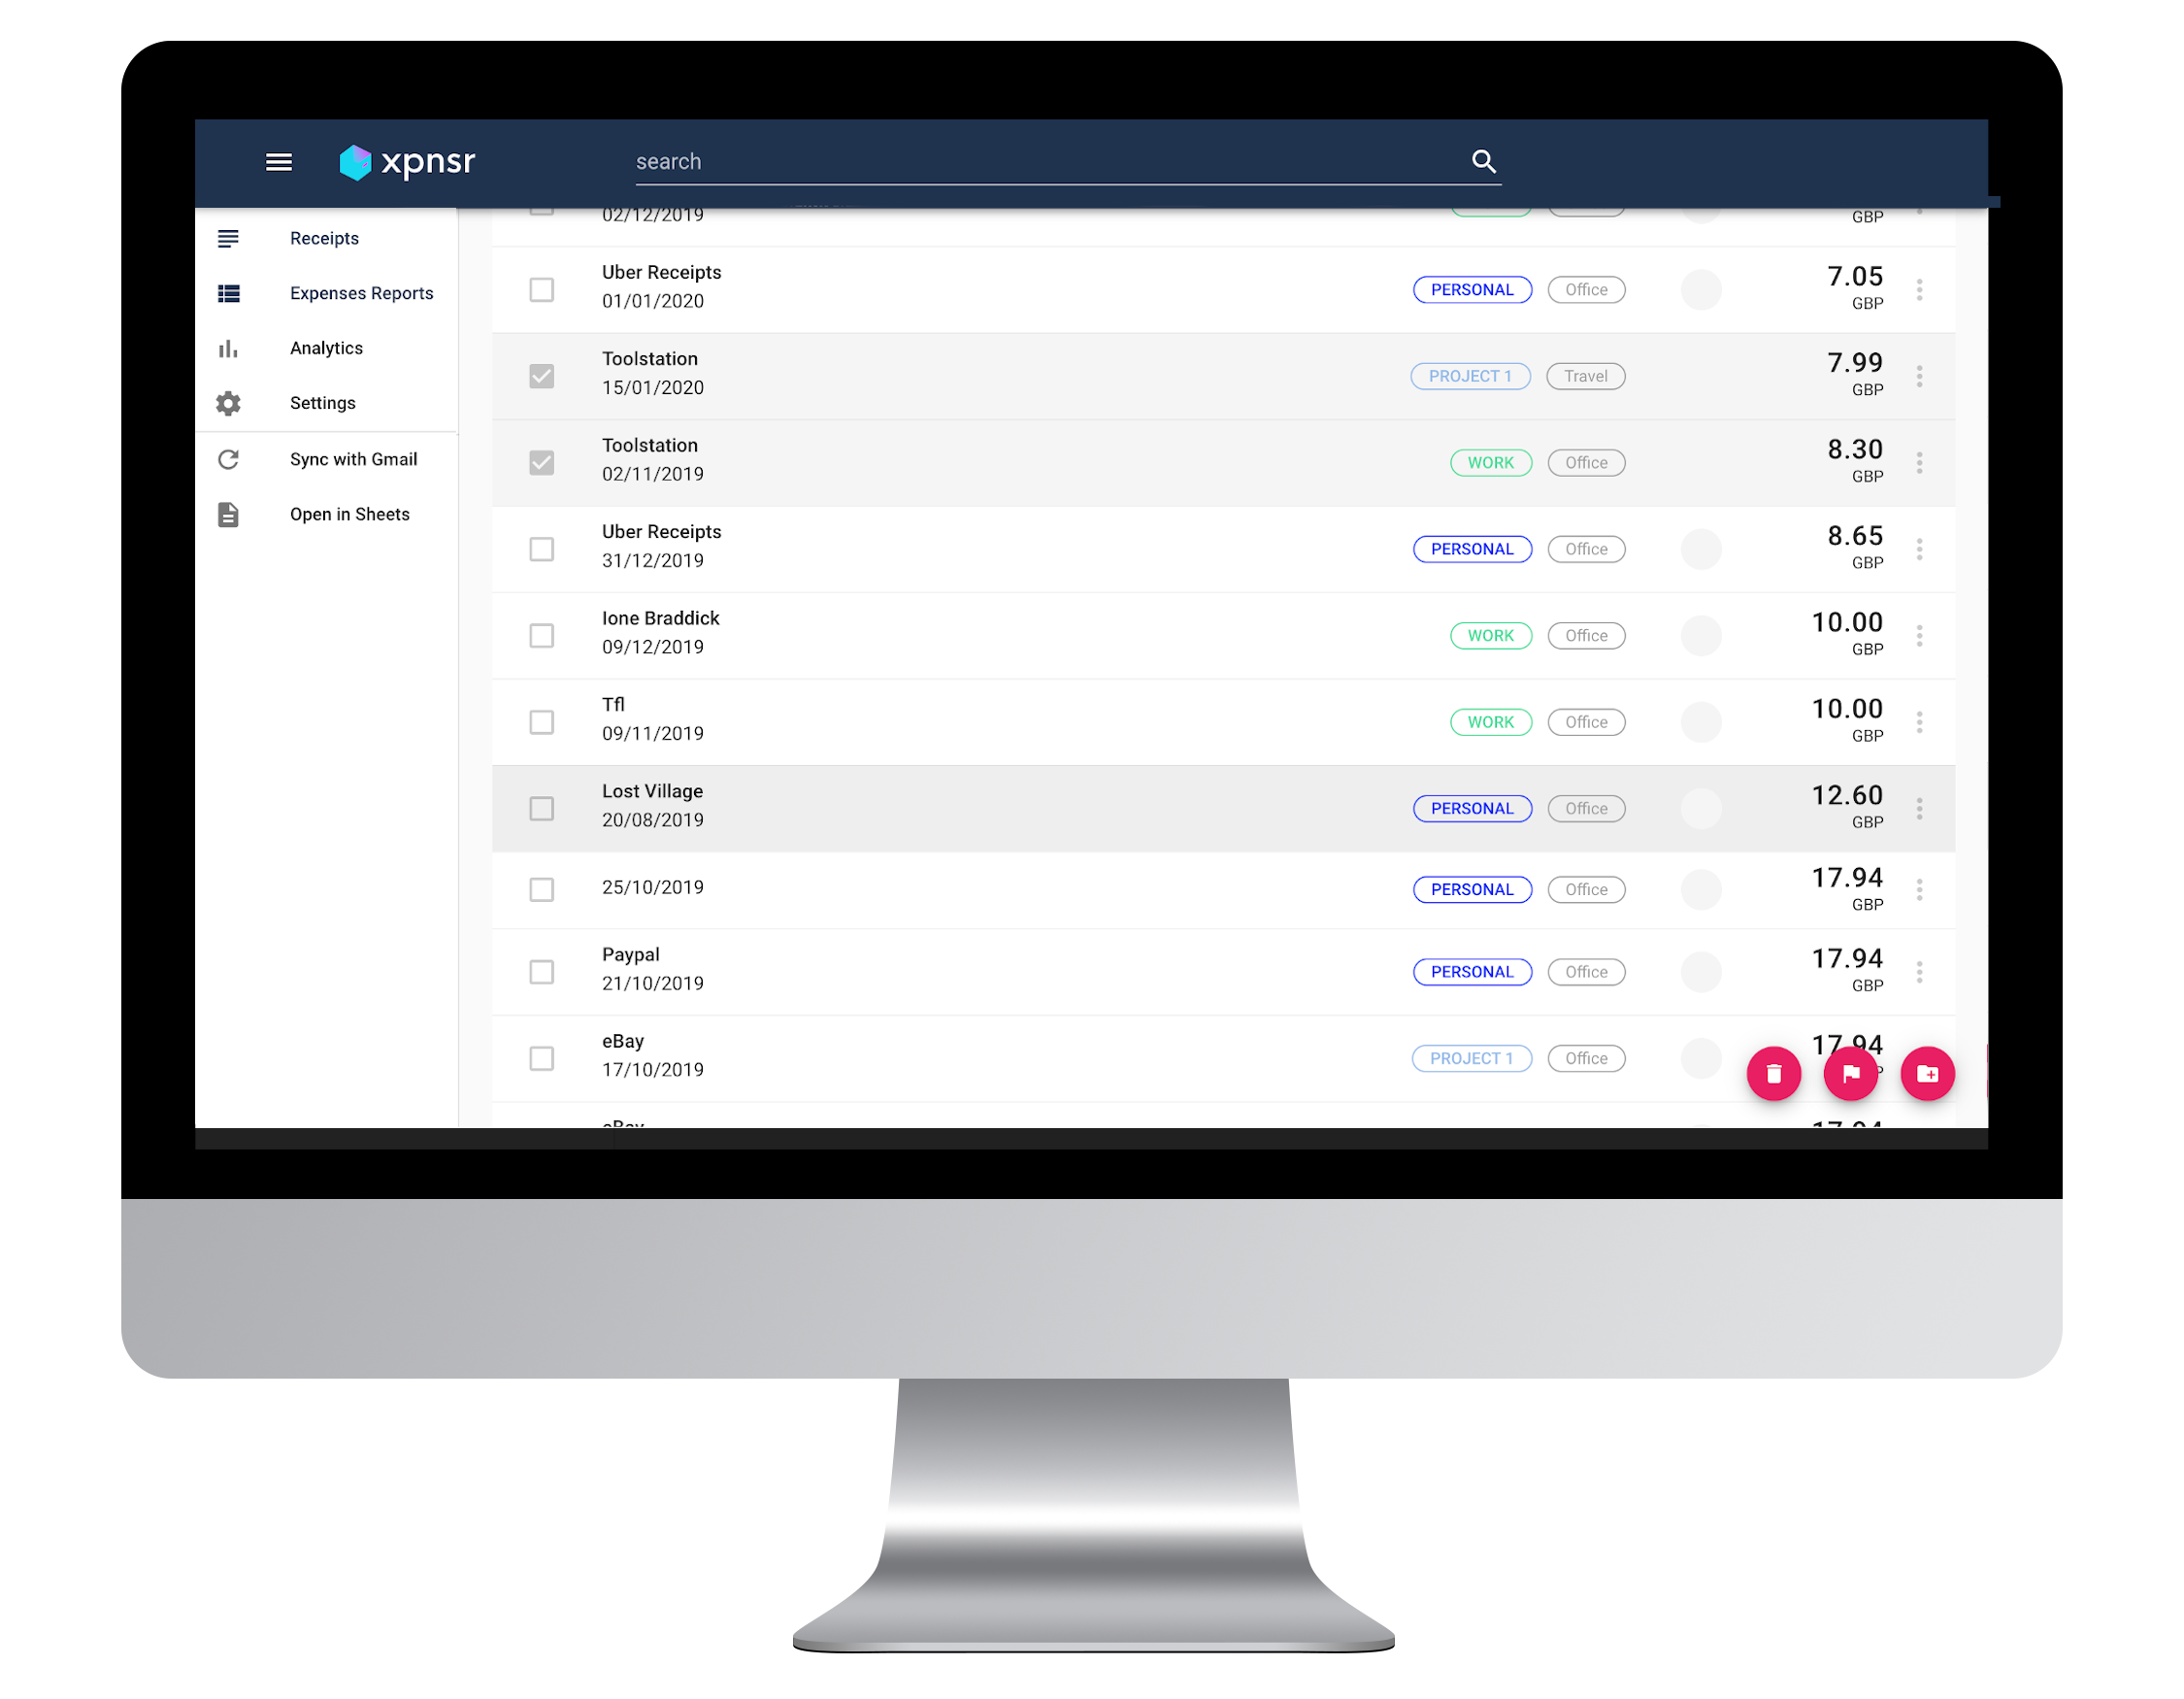 xpnsr
search
Receipts
Expenses Reports
Analytics
Settings
Sync with Gmail
Open in Sheets
02/12/2019
GBP
Uber Receipts
01/01/2020
PERSONAL Office
7.05
GBP
Toolstation
15/01/2020
PROJECT 1 Travel
7.99
GBP
Toolstation
02/11/2019
WORK Office
8.30
GBP
Uber Receipts
31/12/2019
PERSONAL Office
8.65
GBP
Ione Braddick
09/12/2019
WORK Office
10.00
GBP
Tfl
09/11/2019
WORK Office
10.00
GBP
Lost Village
20/08/2019
PERSONAL Office
12.60
GBP
25/10/2019
PERSONAL Office
17.94
GBP
Paypal
21/10/2019
PERSONAL Office
17.94
GBP
eBay
17/10/2019
PROJECT 1 Office
17.94
eBay
17.94